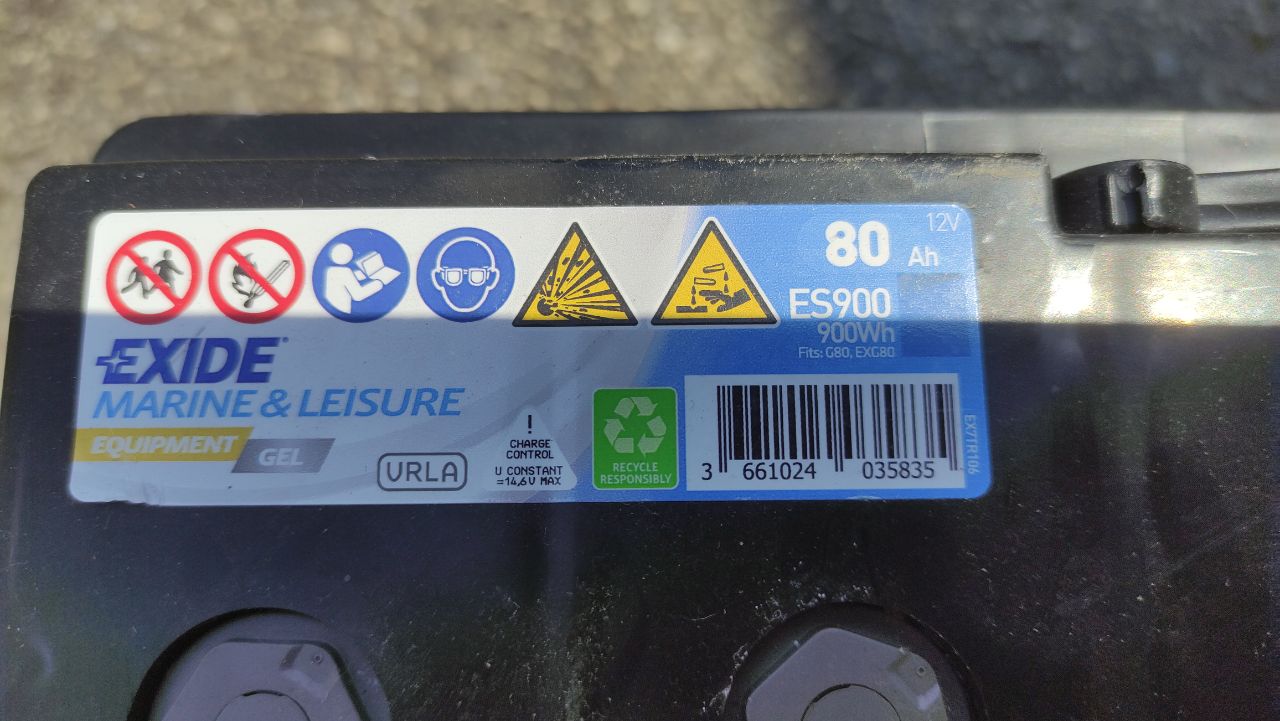 12V
80 Ah
ES900
900Wh
Fits: G80, EXG80
EXIDE
MARINE & LEISURE
EQUIPMENT
GEL
VRLA
!
CHARGE
CONTROL
U CONSTANT
=14,6V MAX
RECYCLE
RESPONSIBLY
3 661024 035835
EX71R106